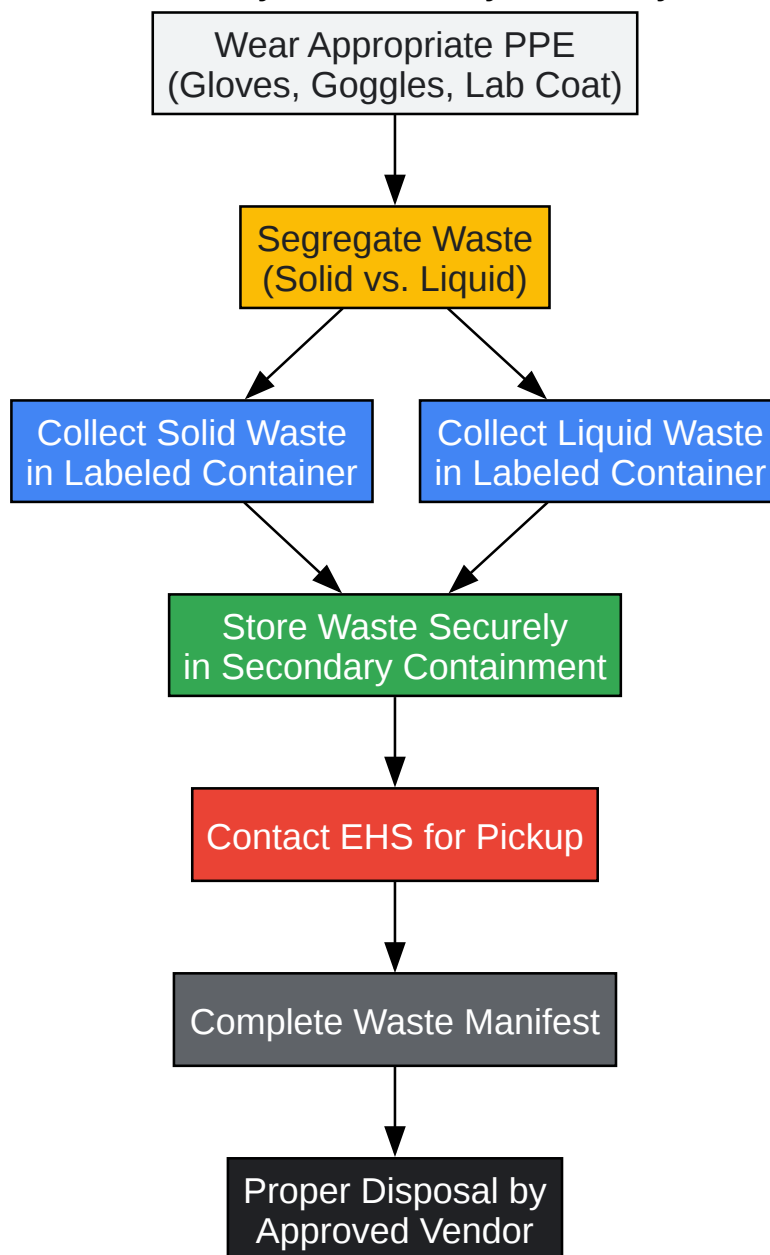 Wear Appropriate PPE
(Gloves, Goggles, Lab Coat)
Segregate Waste
(Solid vs. Liquid)
Collect Solid Waste
in Labeled Container
Collect Liquid Waste
in Labeled Container
Store Waste Securely
in Secondary Containment
Contact EHS for Pickup
Complete Waste Manifest
Proper Disposal by
Approved Vendor